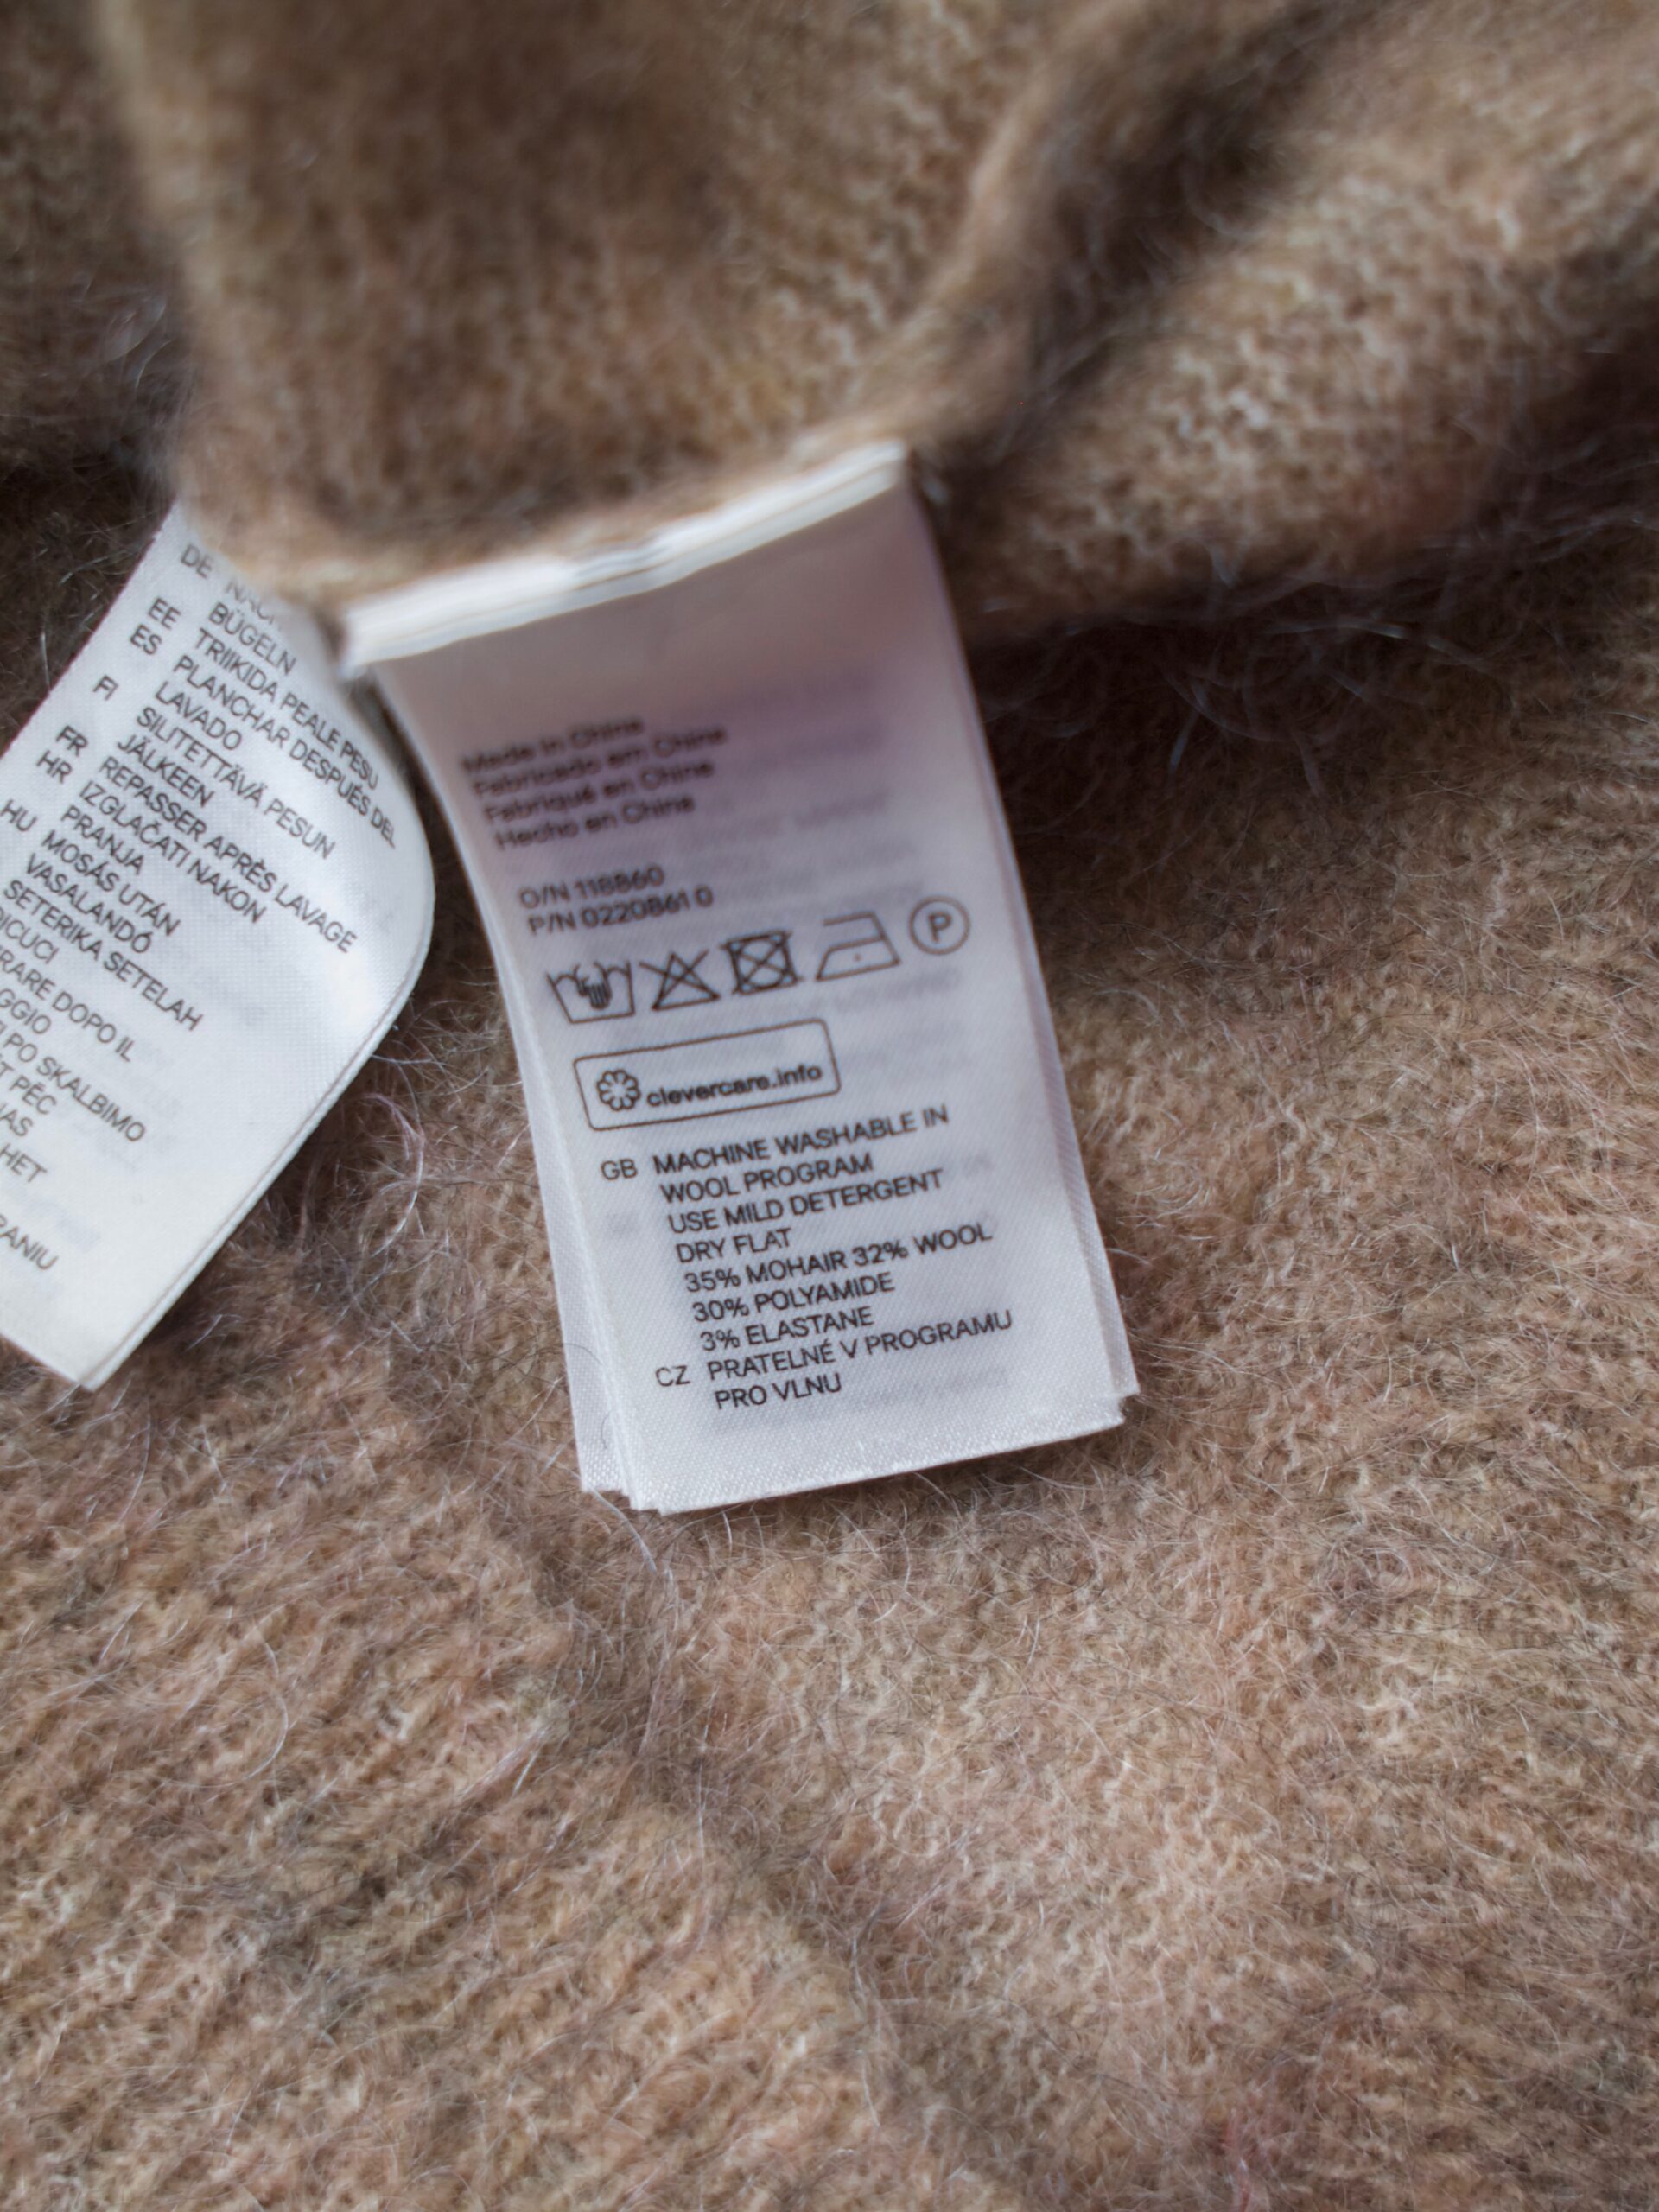 DE
BÜGELN
EE TRIIKIDA PEALE PESU
ES PLANCHAR DESPUÉS DEL
LAVADO
FI SILITETTÄVÄ PESUN
JÄLKEEN
FR REPASSER APRÈS LAVAGE
HR IZGLAČATI NAKON
PRANJA
HU MOSÁS UTÁN
VASALANDÓ
SETERIKA SETELAH
DICUCI
RARE DOPO IL
GGIO
I PO SKALBIMO
T PĒC
HET
RANIU
Made in China
Fabricado em China
Fabriqué en Chine
Hecho en China
O/N 118860
P/N 0220861 0
P
clevercare.info
GB MACHINE WASHABLE IN
WOOL PROGRAM
USE MILD DETERGENT
DRY FLAT
35% MOHAIR 32% WOOL
30% POLYAMIDE
3% ELASTANE
CZ PRATELNÉ V PROGRAMU
PRO VLNU